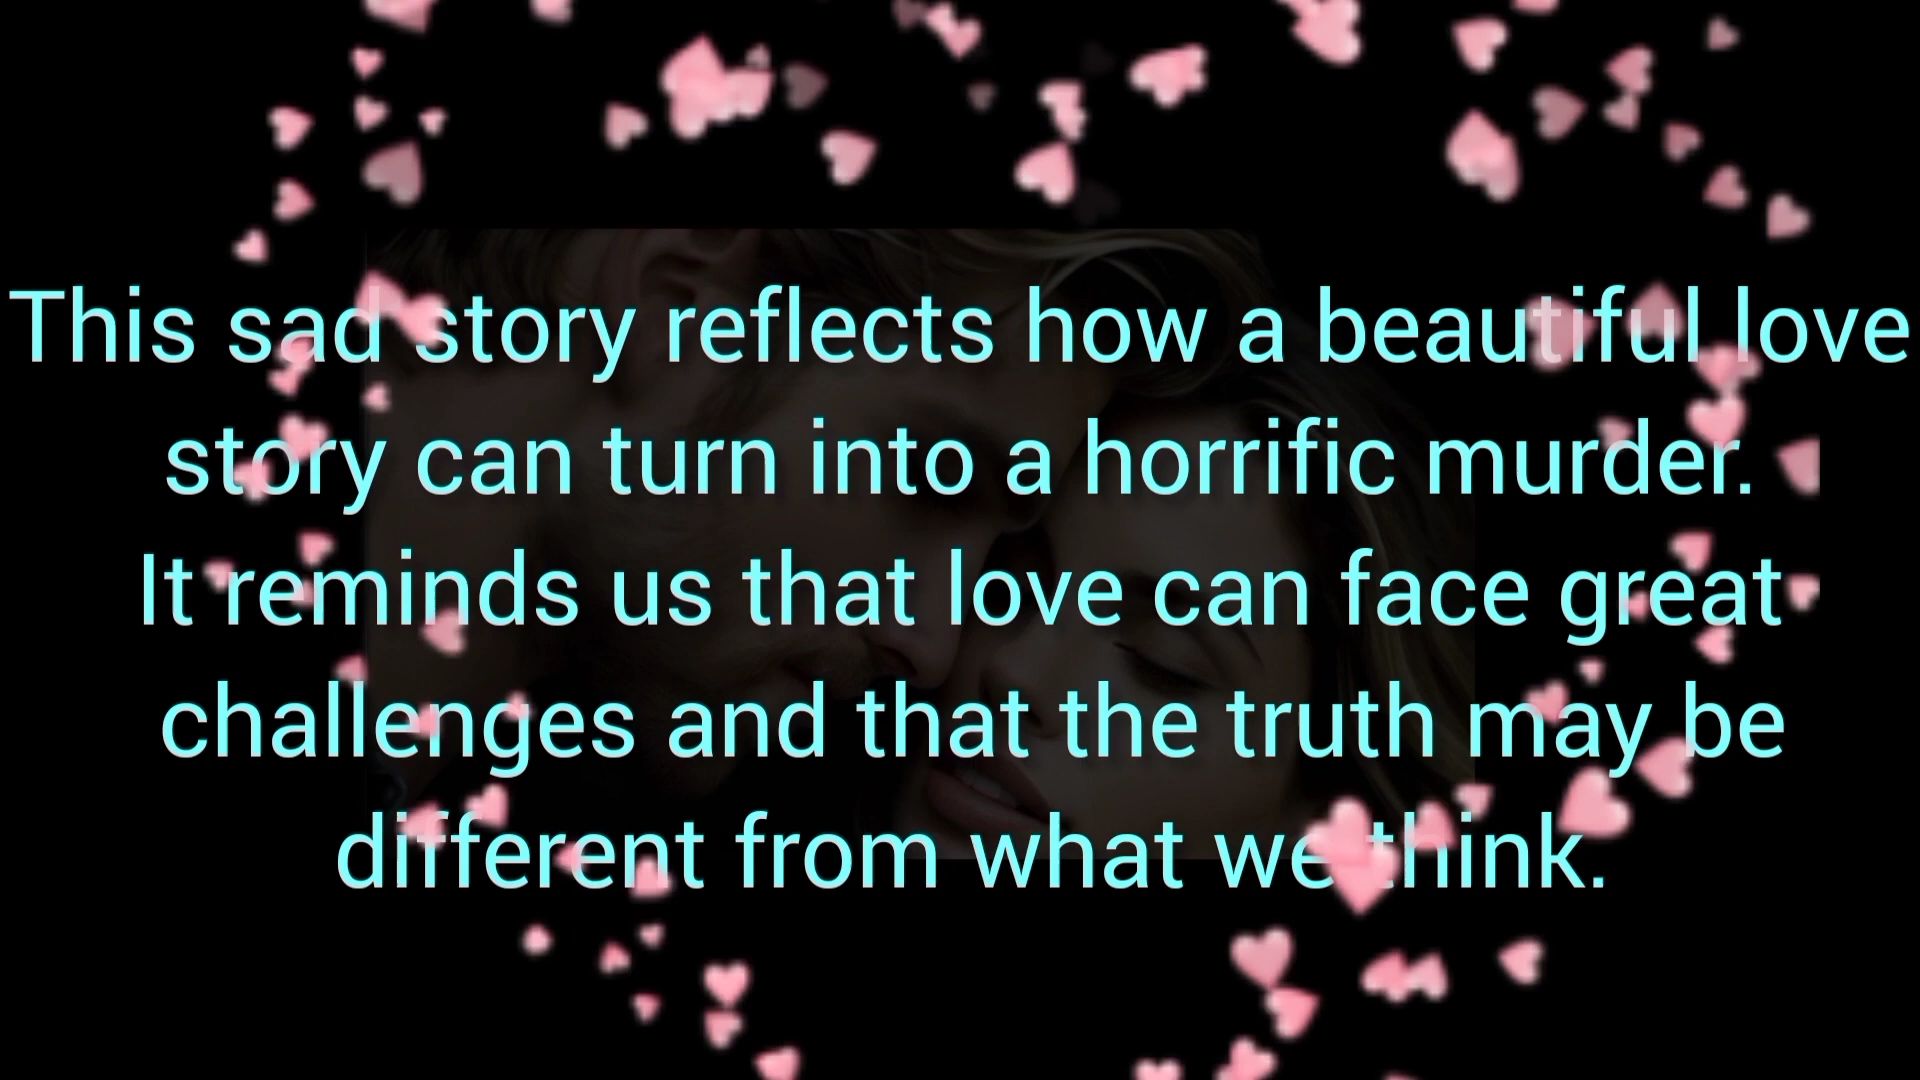 This sad story reflects how a beautiful love
story can turn into a horrific murder.
It reminds us that love can face great
challenges and that the truth may be
different from what we think.